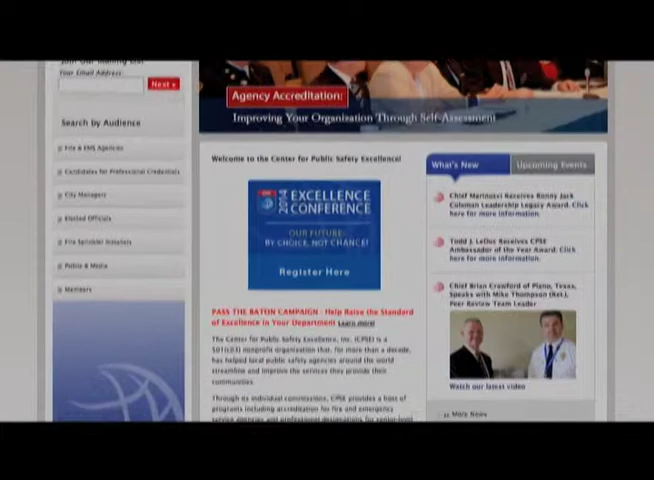 Join Our Mailing List
Your Email Address:
Next »
Search by Audience
Fire & EMS Agencies
Candidates for Professional Credentials
City Managers
Elected Officials
Fire Sprinkler Installers
Public & Media
Members
Agency Accreditation:
Improving Your Organization Through Self-Assessment
Welcome to the Center for Public Safety Excellence!
2014 EXCELLENCE
CONFERENCE
OUR FUTURE:
BY CHOICE, NOT CHANCE!
Register Here
PASS THE BATON CAMPAIGN - Help Raise the Standard
of Excellence in Your Department Learn more!
The Center for Public Safety Excellence, Inc. (CPSE) is a
501(c)(3) nonprofit organization that, for more than a decade,
has helped local public safety agencies around the world
streamline and improve the services they provide their
communities.
Through its individual commissions, CPSE provides a host of
programs including accreditation for fire and emergency
service agencies and professional designations for senior-level
What's New
Upcoming Events
Chief Marinucci Receives Ronny Jack
Coleman Leadership Legacy Award. Click
here for more information.
Todd J. LeDuc Receives CPSE
Ambassador of the Year Award. Click
here for more information.
Chief Brian Crawford of Plano, Texas,
Speaks with Mike Thompson (Ret.),
Peer Review Team Leader
Watch our latest video
More News